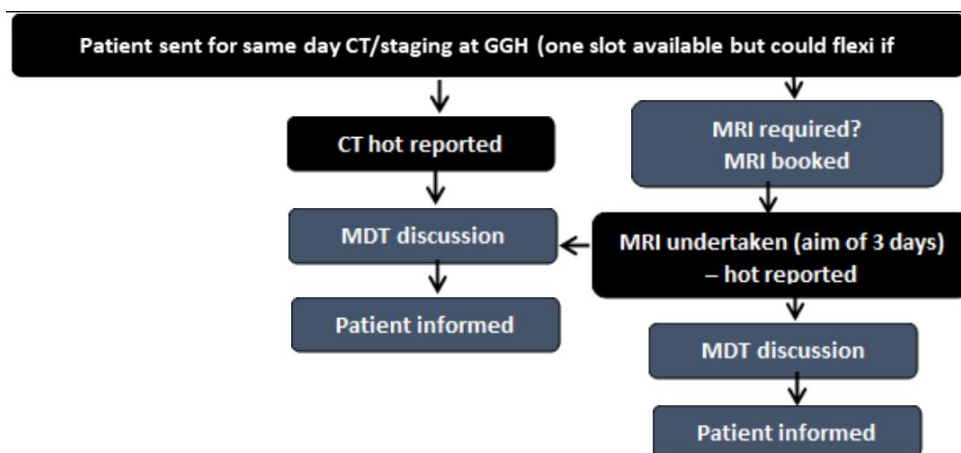 Patient sent for same day CT/staging at GGH (one slot available but could flexi if
CT hot reported
MRI required?
MRI booked
MDT discussion
MRI undertaken (aim of 3 days)
– hot reported
Patient informed
MDT discussion
Patient informed